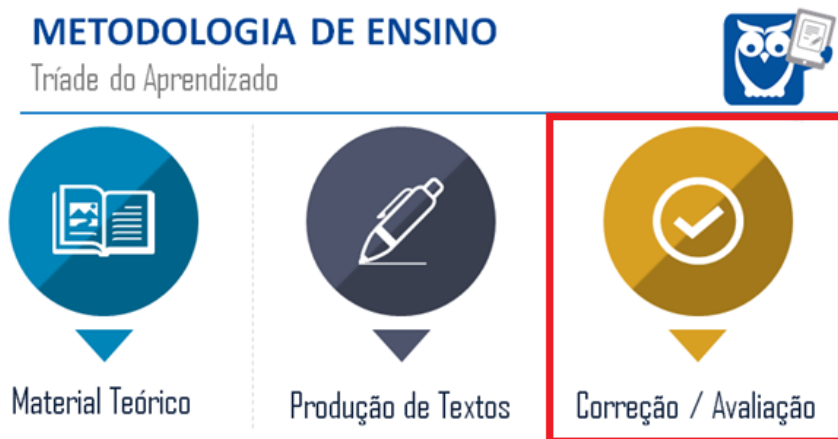 METODOLOGIA DE ENSINO
Tríade do Aprendizado
Material Teórico
Produção de Textos
Correção / Avaliação